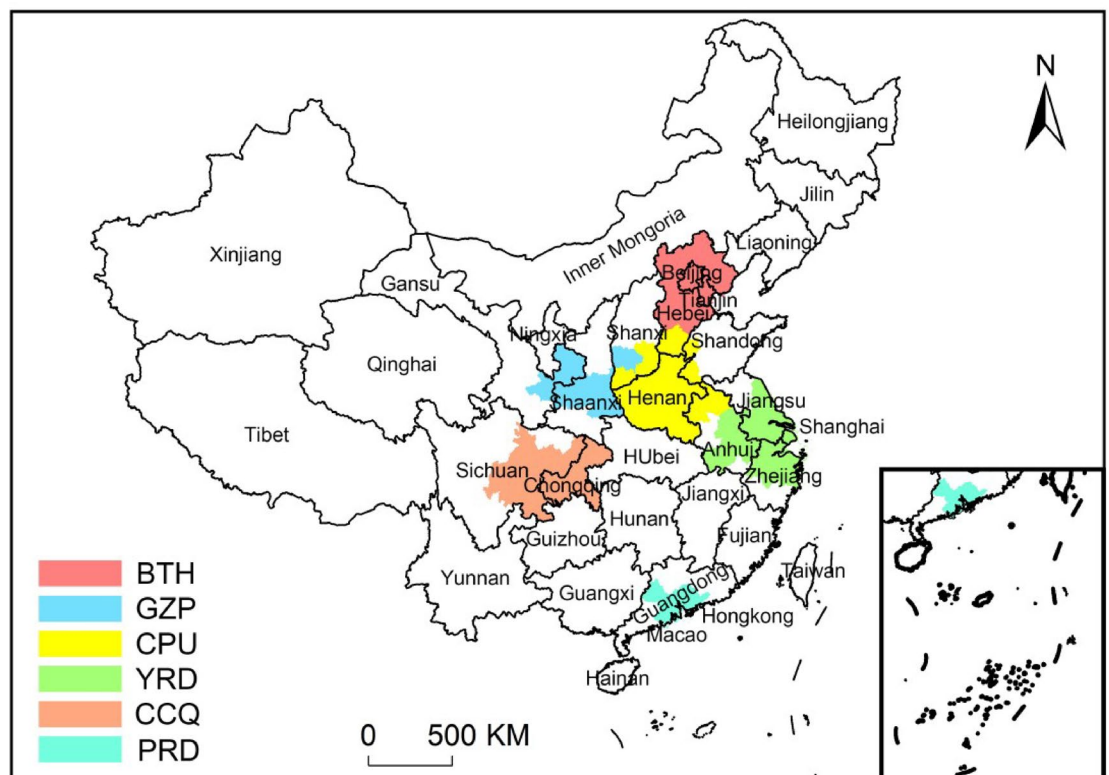 N
Heilongjiang
Jilin
Liaoning
Inner Mongoria
Xinjiang
Gansu
Beijing
Tianjin
Hebei
Ningxia
Shanxi
Shandong
Qinghai
Shaanxi
Henan
Jiangsu
Shanghai
Tibet
Sichuan
HUbei
Anhui
Zhejiang
Chongqing
Jiangxi
Hunan
Guizhou
Fujian
Yunnan
Guangxi
Guangdong
Taiwan
Hongkong
Macao
Hainan
BTH
GZP
CPU
YRD
CCQ
PRD
0 500 KM